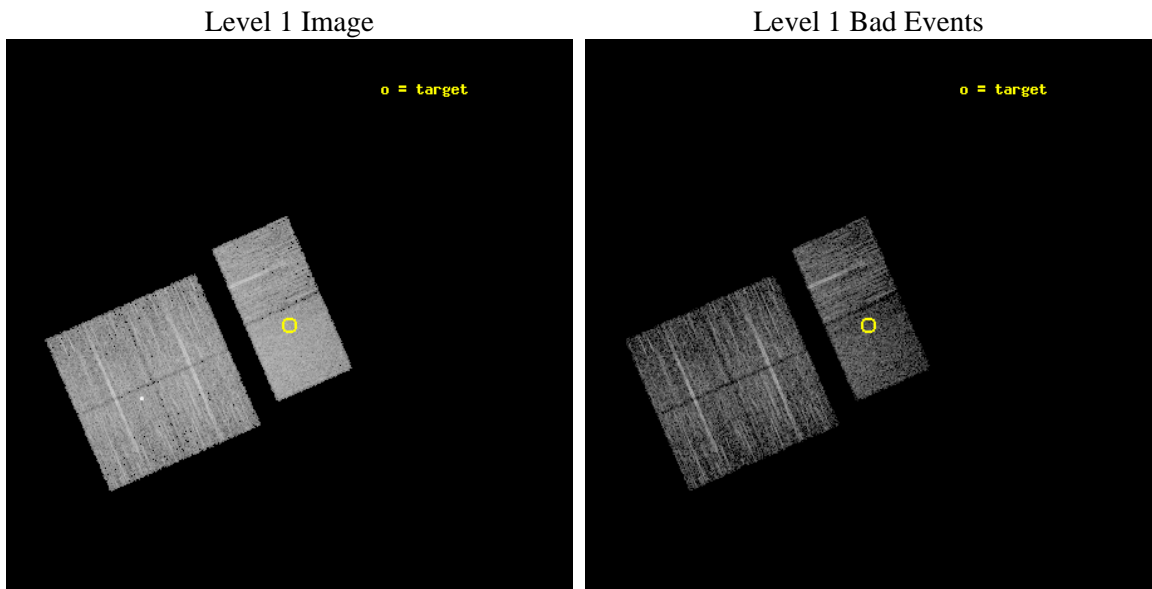 Level 1 Image
Level 1 Bad Events
o = target
o = target